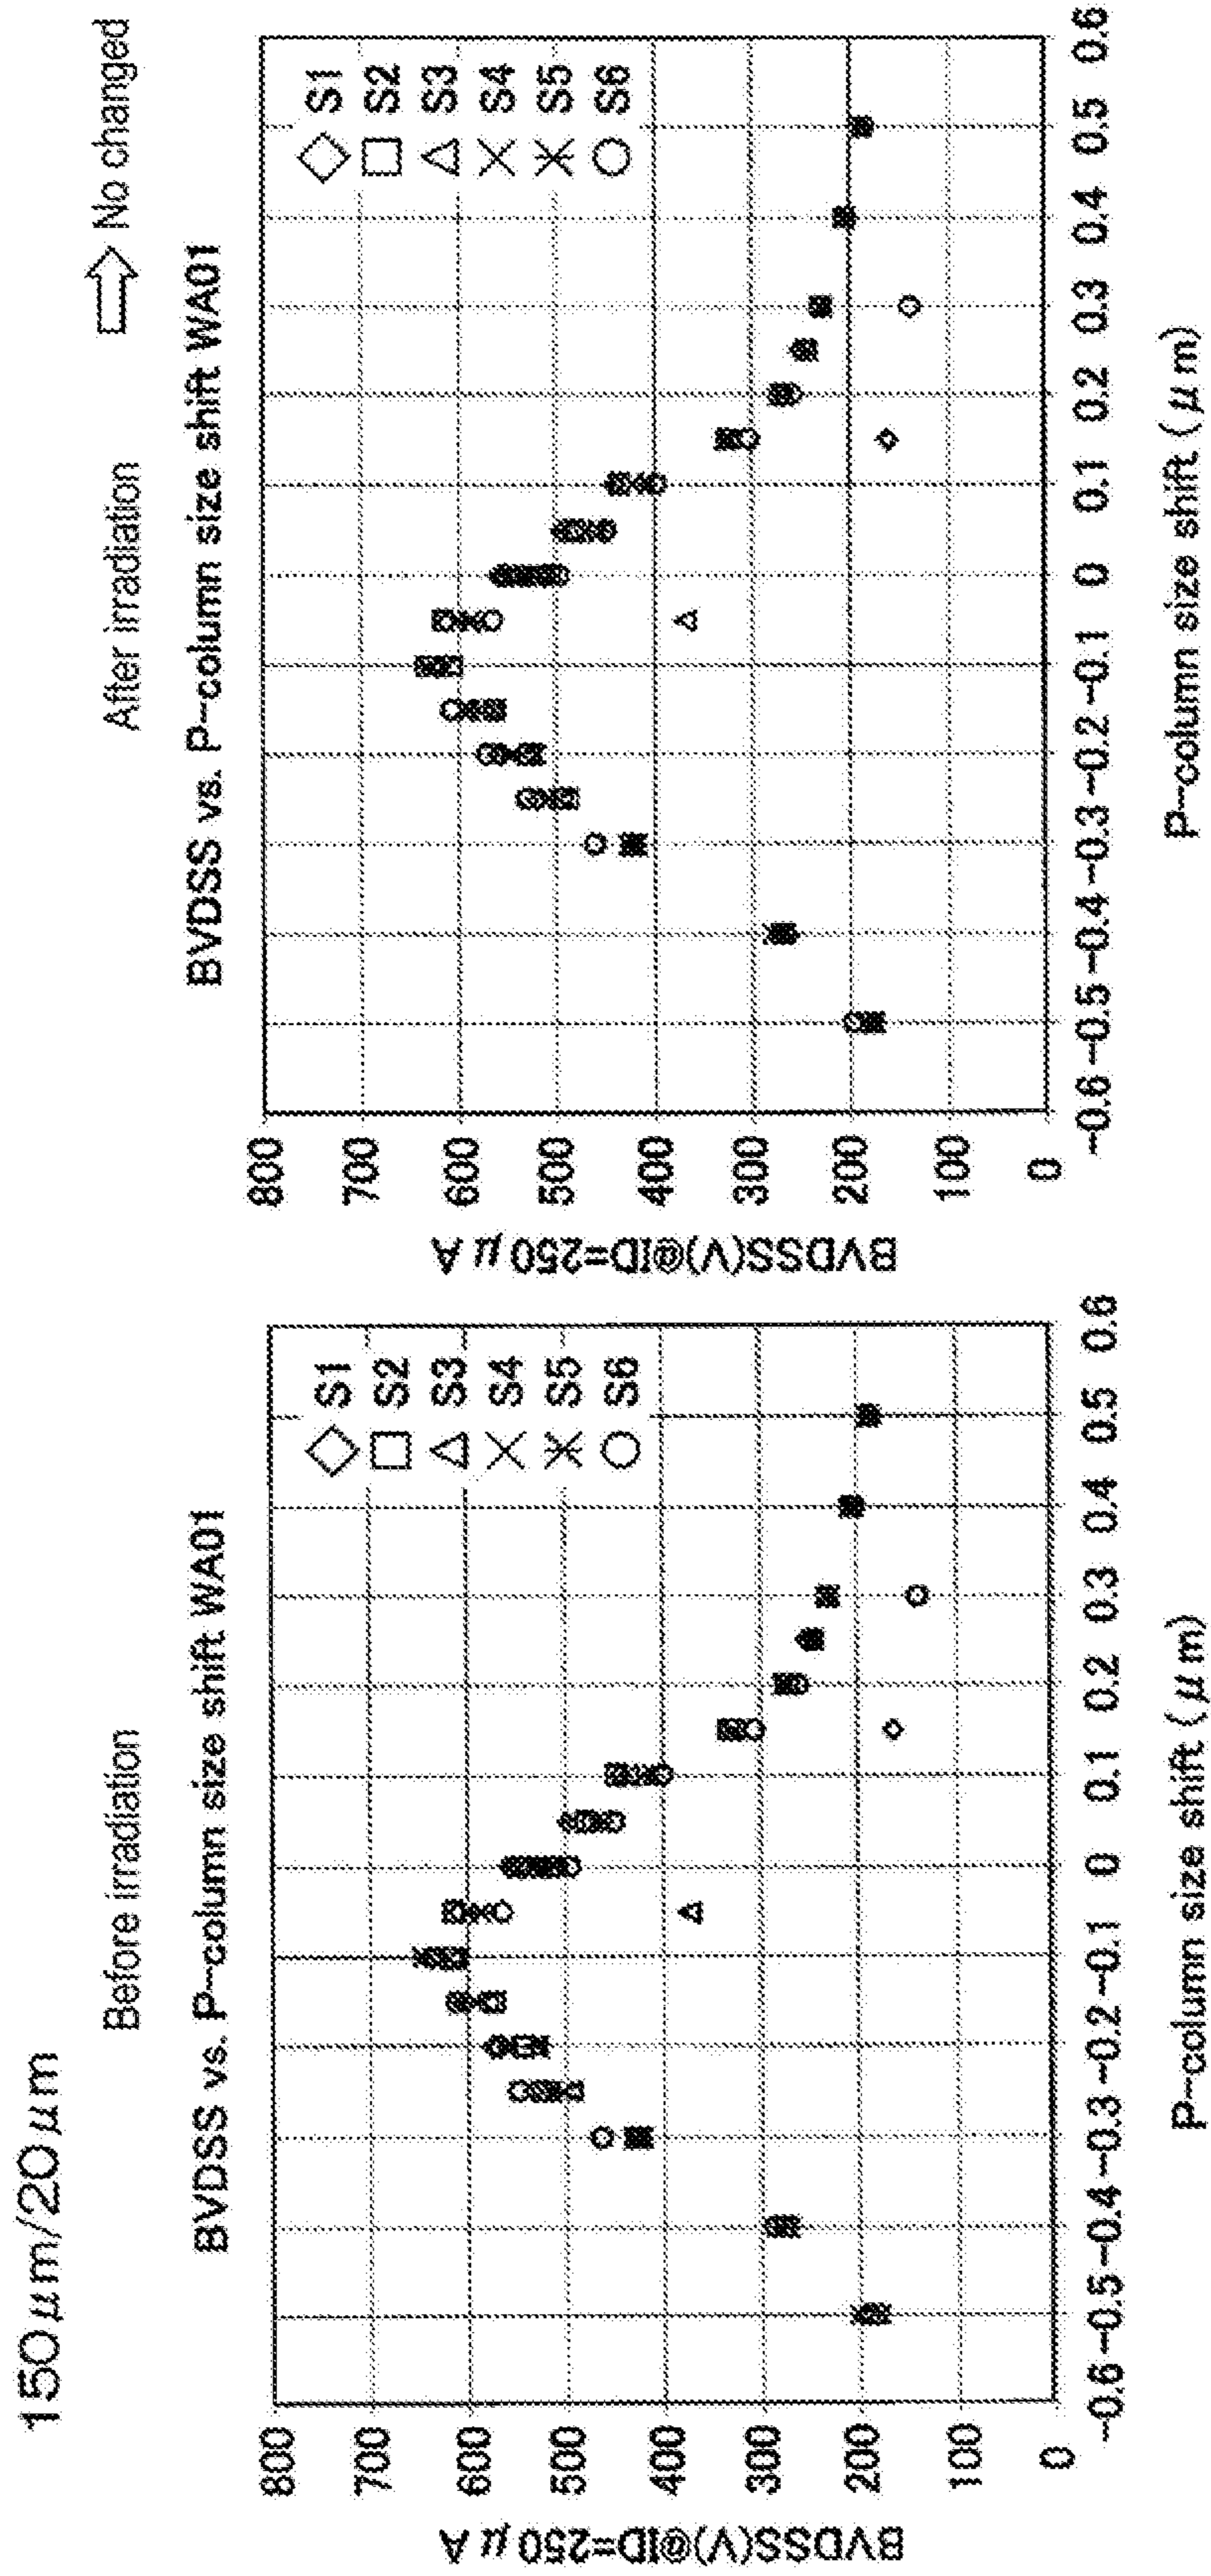 150μm/20μm
Before irradiation
BVDSS vs. P-column size shift WA01
BVDSS(V)@ID=250μA
800
700
600
500
400
300
200
100
0
S1
S2
S3
S4
S5
S6
-0.6 -0.5 -0.4 -0.3 -0.2 -0.1 0 0.1 0.2 0.3 0.4 0.5 0.6
P-column size shift (μm)
After irradiation
⇨ No changed
BVDSS vs. P-column size shift WA01
BVDSS(V)@ID=250μA
800
700
600
500
400
300
200
100
0
S1
S2
S3
S4
S5
S6
-0.6 -0.5 -0.4 -0.3 -0.2 -0.1 0 0.1 0.2 0.3 0.4 0.5 0.6
P-column size shift (μm)